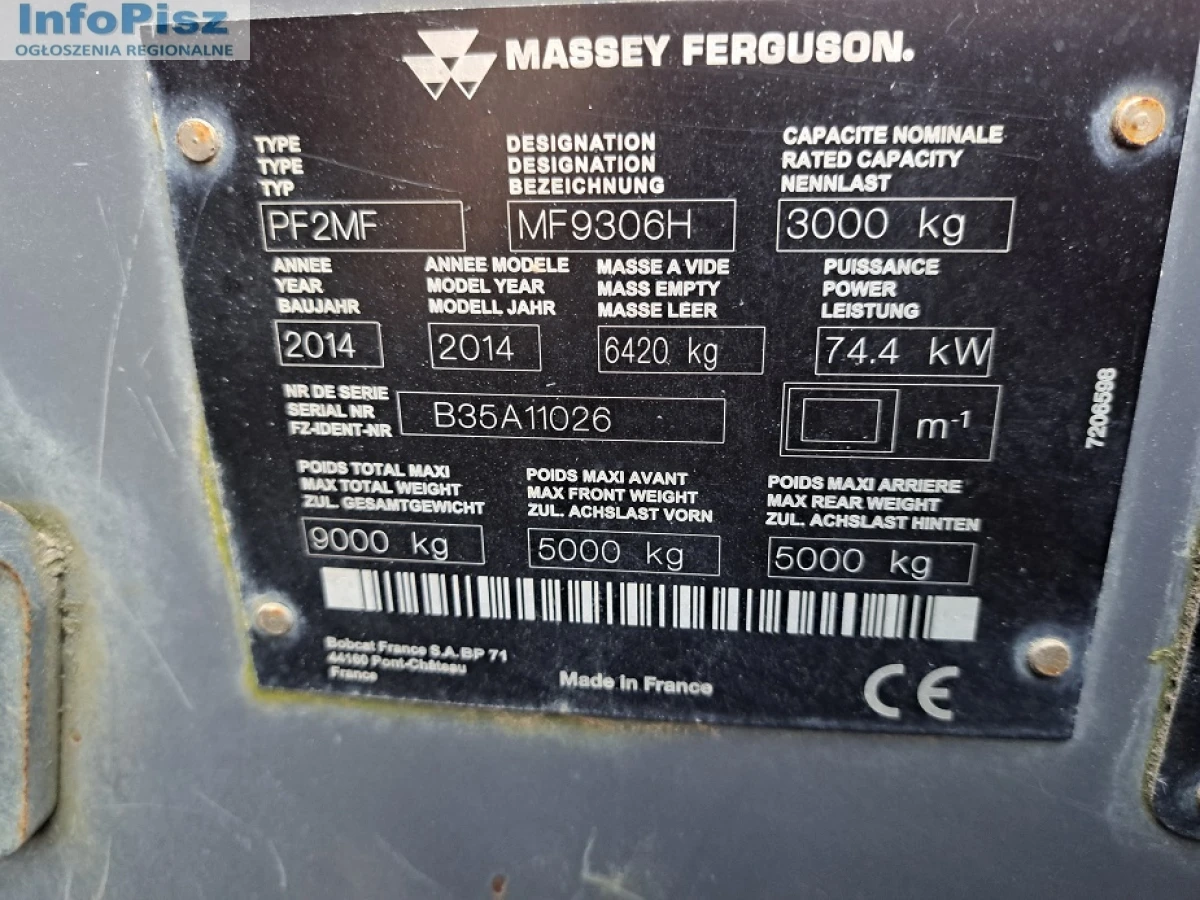 InfoPisz
OGŁOSZENIA REGIONALNE
MASSEY FERGUSON.
TYPE
TYPE
TYP
PF2MF
DESIGNATION
DESIGNATION
BEZEICHNUNG
MF9306H
CAPACITE NOMINALE
RATED CAPACITY
NENNLAST
3000 kg
ANNEE
YEAR
BAUJAHR
2014
ANNEE MODELE
MODEL YEAR
MODELL JAHR
2014
MASSE A VIDE
MASS EMPTY
MASSE LEER
6420 kg
PUISSANCE
POWER
LEISTUNG
74.4 kW
NR DE SERIE
SERIAL NR
FZ-IDENT-NR
B35A11026
m-1
7206598
POIDS TOTAL MAXI
MAX TOTAL WEIGHT
ZUL. GESAMTGEWICHT
9000 kg
POIDS MAXI AVANT
MAX FRONT WEIGHT
ZUL. ACHSLAST VORN
5000 kg
POIDS MAXI ARRIERE
MAX REAR WEIGHT
ZUL. ACHSLAST HINTEN
5000 kg
Bobcat France S.A. BP 71
44160 Pont-Château
France
Made in France
CE